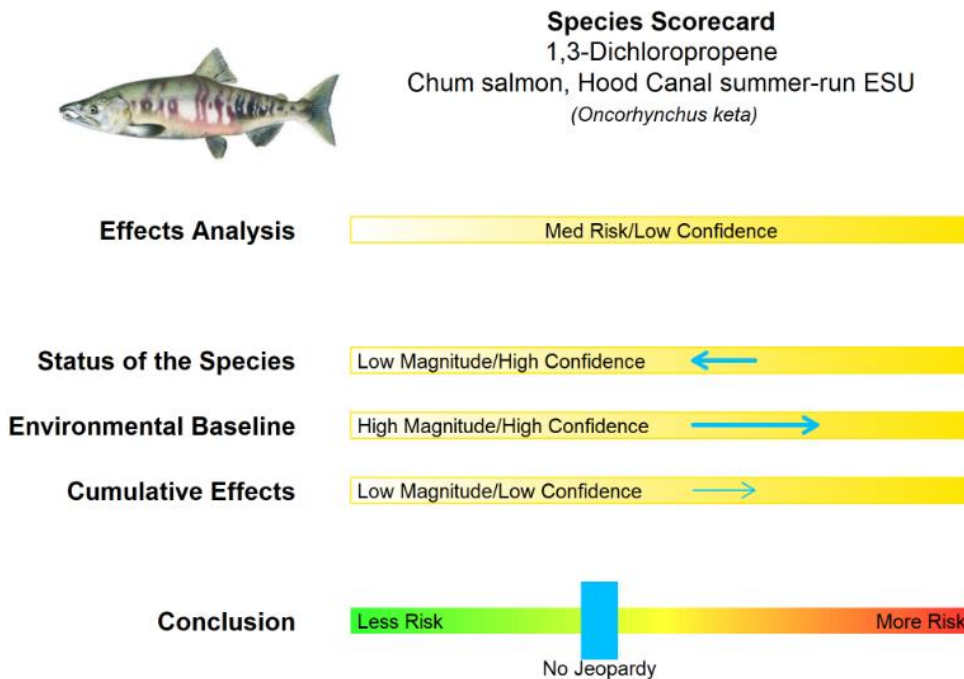 Species Scorecard
1,3-Dichloropropene
Chum salmon, Hood Canal summer-run ESU
(Oncorhynchus keta)
Effects Analysis
Med Risk/Low Confidence
Status of the Species
Low Magnitude/High Confidence
Environmental Baseline
High Magnitude/High Confidence
Cumulative Effects
Low Magnitude/Low Confidence
Conclusion
Less Risk
More Risk
No Jeopardy